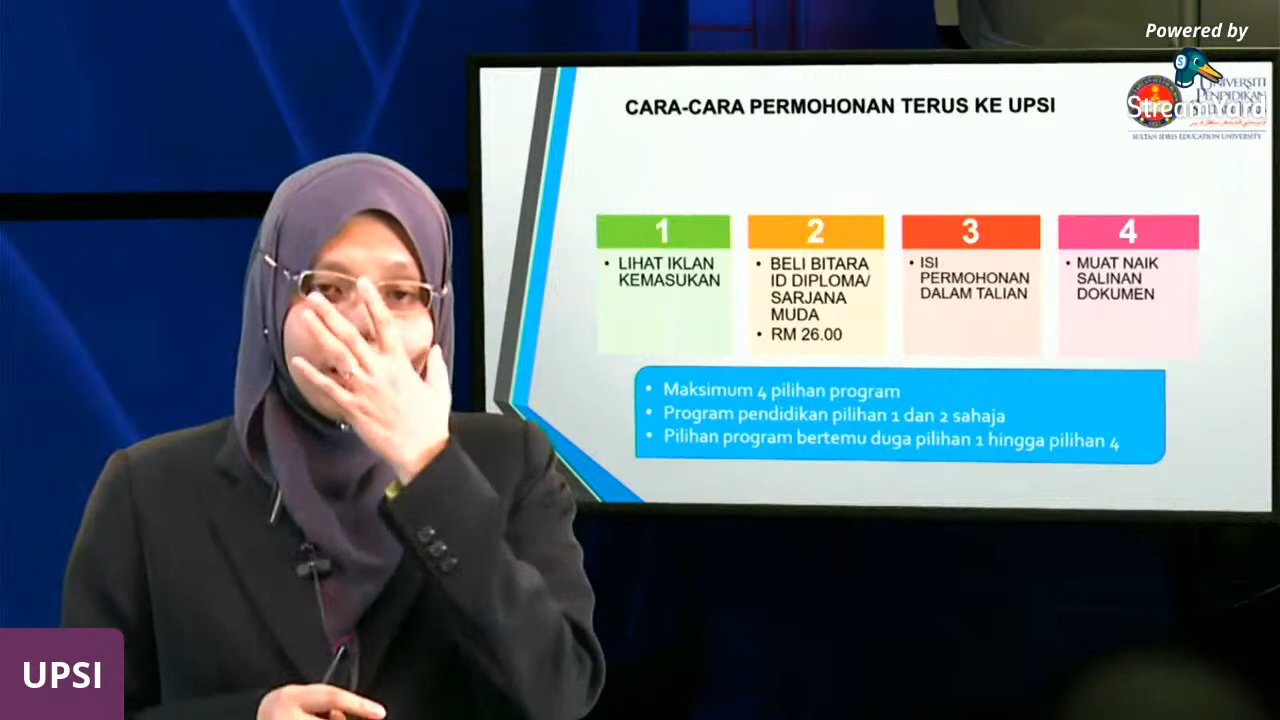 Powered by
StreamYard
CARA-CARA PERMOHONAN TERUS KE UPSI
UNIVERSITI
PENDIDIKAN
SULTAN IDRIS EDUCATION UNIVERSITY
1
• LIHAT IKLAN
KEMASUKAN
2
• BELI BITARA
ID DIPLOMA/
SARJANA
MUDA
• RM 26.00
3
• ISI
PERMOHONAN
DALAM TALIAN
4
• MUAT NAIK
SALINAN
DOKUMEN
• Maksimum 4 pilihan program
• Program pendidikan pilihan 1 dan 2 sahaja
• Pilihan program bertemu duga pilihan 1 hingga pilihan 4
UPSI